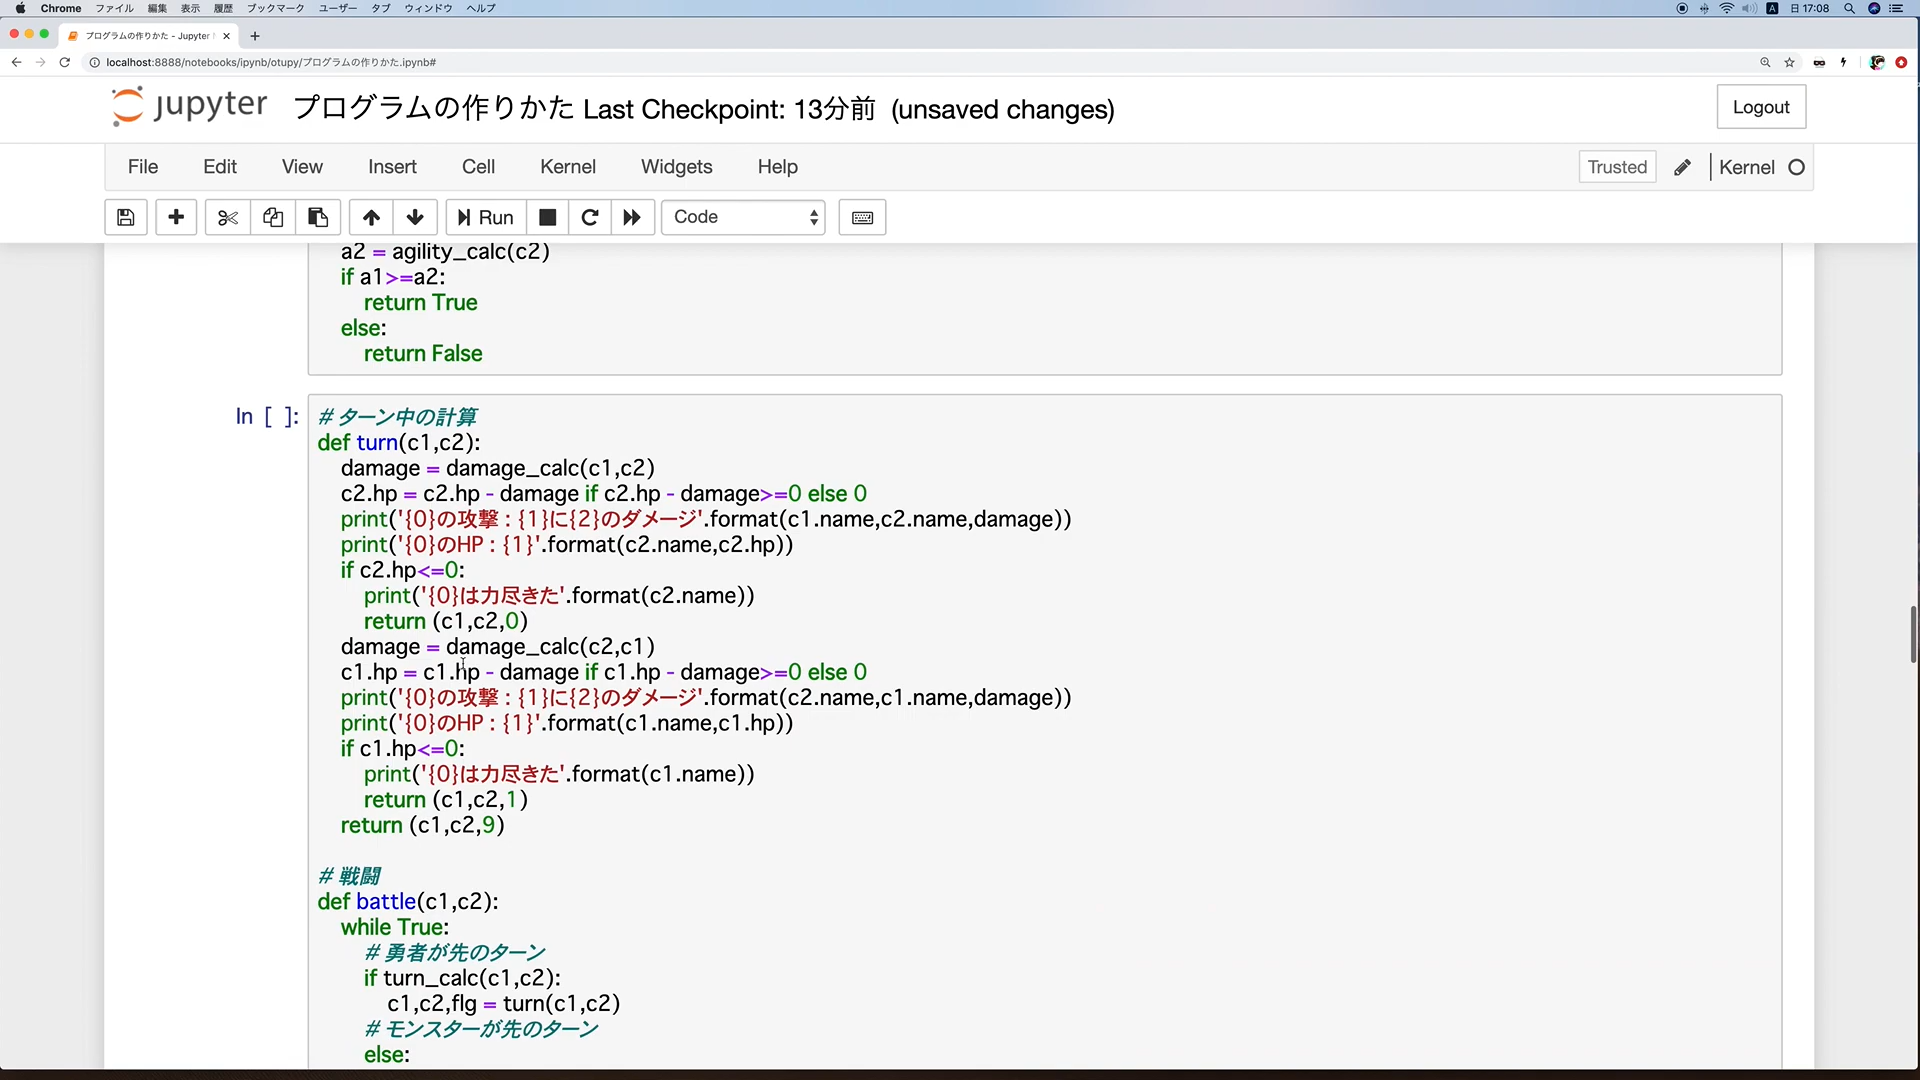 Chrome ファイル 編集 表示 履歴 ブックマーク ユーザー タブ ウィンドウ ヘルプ A 日17:08
プログラムの作りかた - Jupyter
localhost:8888/notebooks/ipynb/otupy/プログラムの作りかた.ipynb#
jupyter プログラムの作りかた Last Checkpoint: 13分前 (unsaved changes) Logout
File Edit View Insert Cell Kernel Widgets Help Trusted Kernel
Run Code
a2 = agility_calc(c2)
if a1>=a2:
return True
else:
return False
In [ ]: # ターン中の計算
def turn(c1,c2):
damage = damage_calc(c1,c2)
c2.hp = c2.hp - damage if c2.hp - damage>=0 else 0
print('{0}の攻撃 : {1}に{2}のダメージ'.format(c1.name,c2.name,damage))
print('{0}のHP : {1}'.format(c2.name,c2.hp))
if c2.hp<=0:
print('{0}は力尽きた'.format(c2.name))
return (c1,c2,0)
damage = damage_calc(c2,c1)
c1.hp = c1.hp - damage if c1.hp - damage>=0 else 0
print('{0}の攻撃 : {1}に{2}のダメージ'.format(c2.name,c1.name,damage))
print('{0}のHP : {1}'.format(c1.name,c1.hp))
if c1.hp<=0:
print('{0}は力尽きた'.format(c1.name))
return (c1,c2,1)
return (c1,c2,9)
# 戦闘
def battle(c1,c2):
while True:
# 勇者が先のターン
if turn_calc(c1,c2):
c1,c2,flg = turn(c1,c2)
# モンスターが先のターン
else: